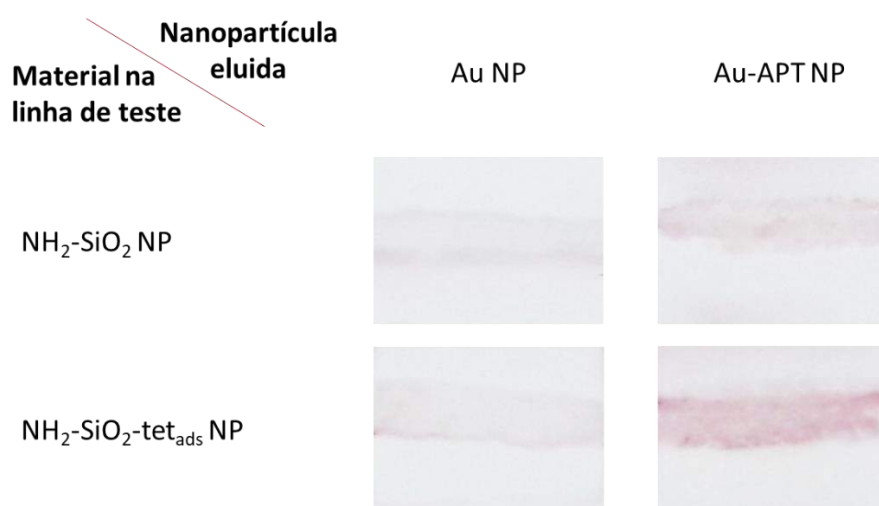 Nanopartícula
eluida
Material na
linha de teste
Au NP
Au-APT NP
NH₂-SiO₂ NP
NH₂-SiO₂-tetₐdₛ NP